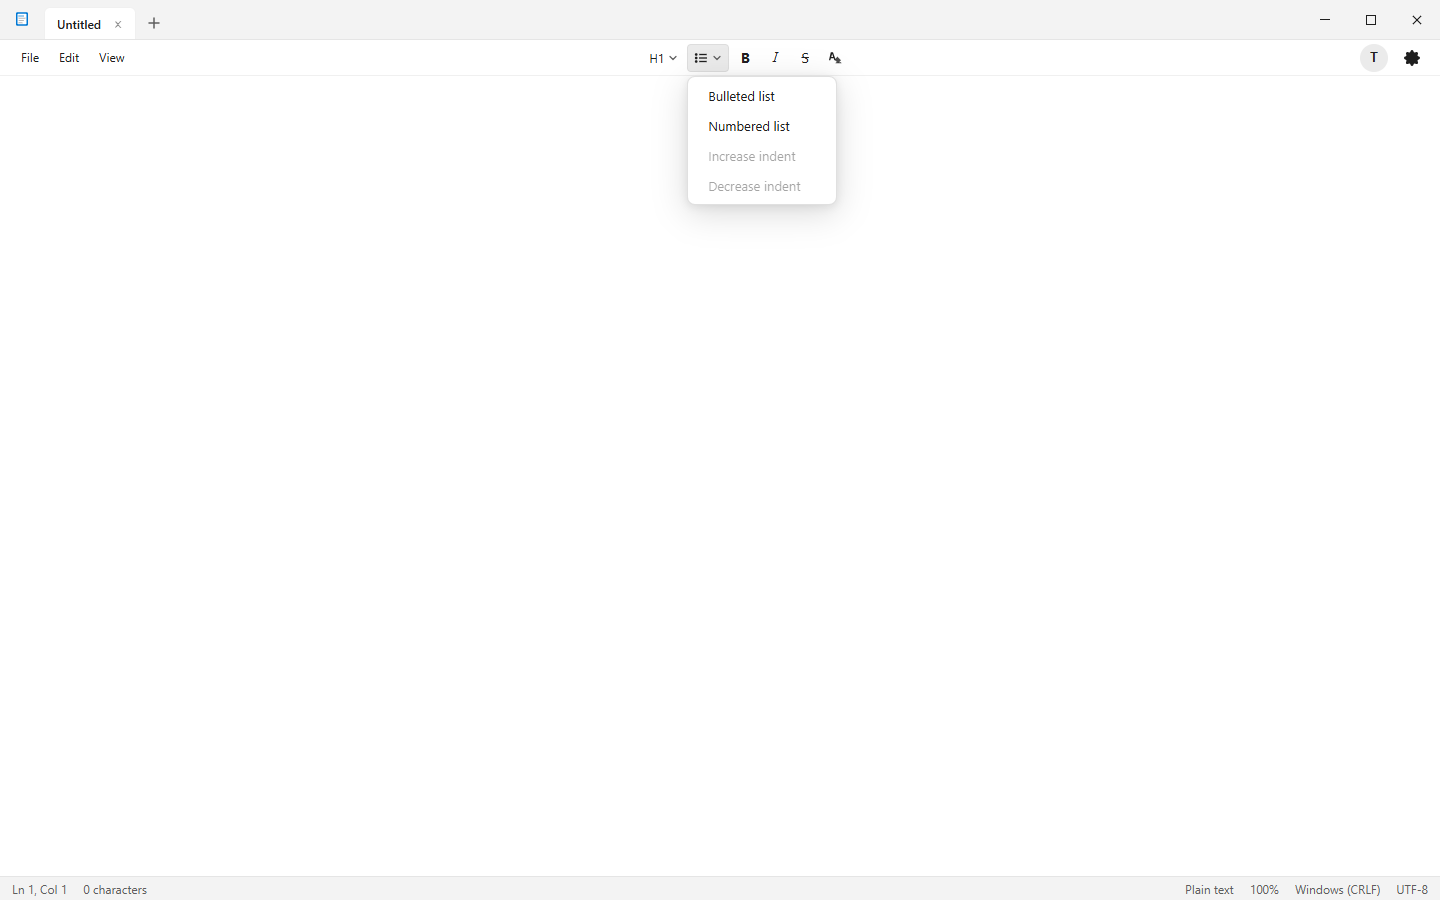 Untitled
File Edit View H1 B I S A T
Bulleted list
Numbered list
Increase indent
Decrease indent
Ln 1, Col 1 0 characters Plain text 100% Windows (CRLF) UTF-8